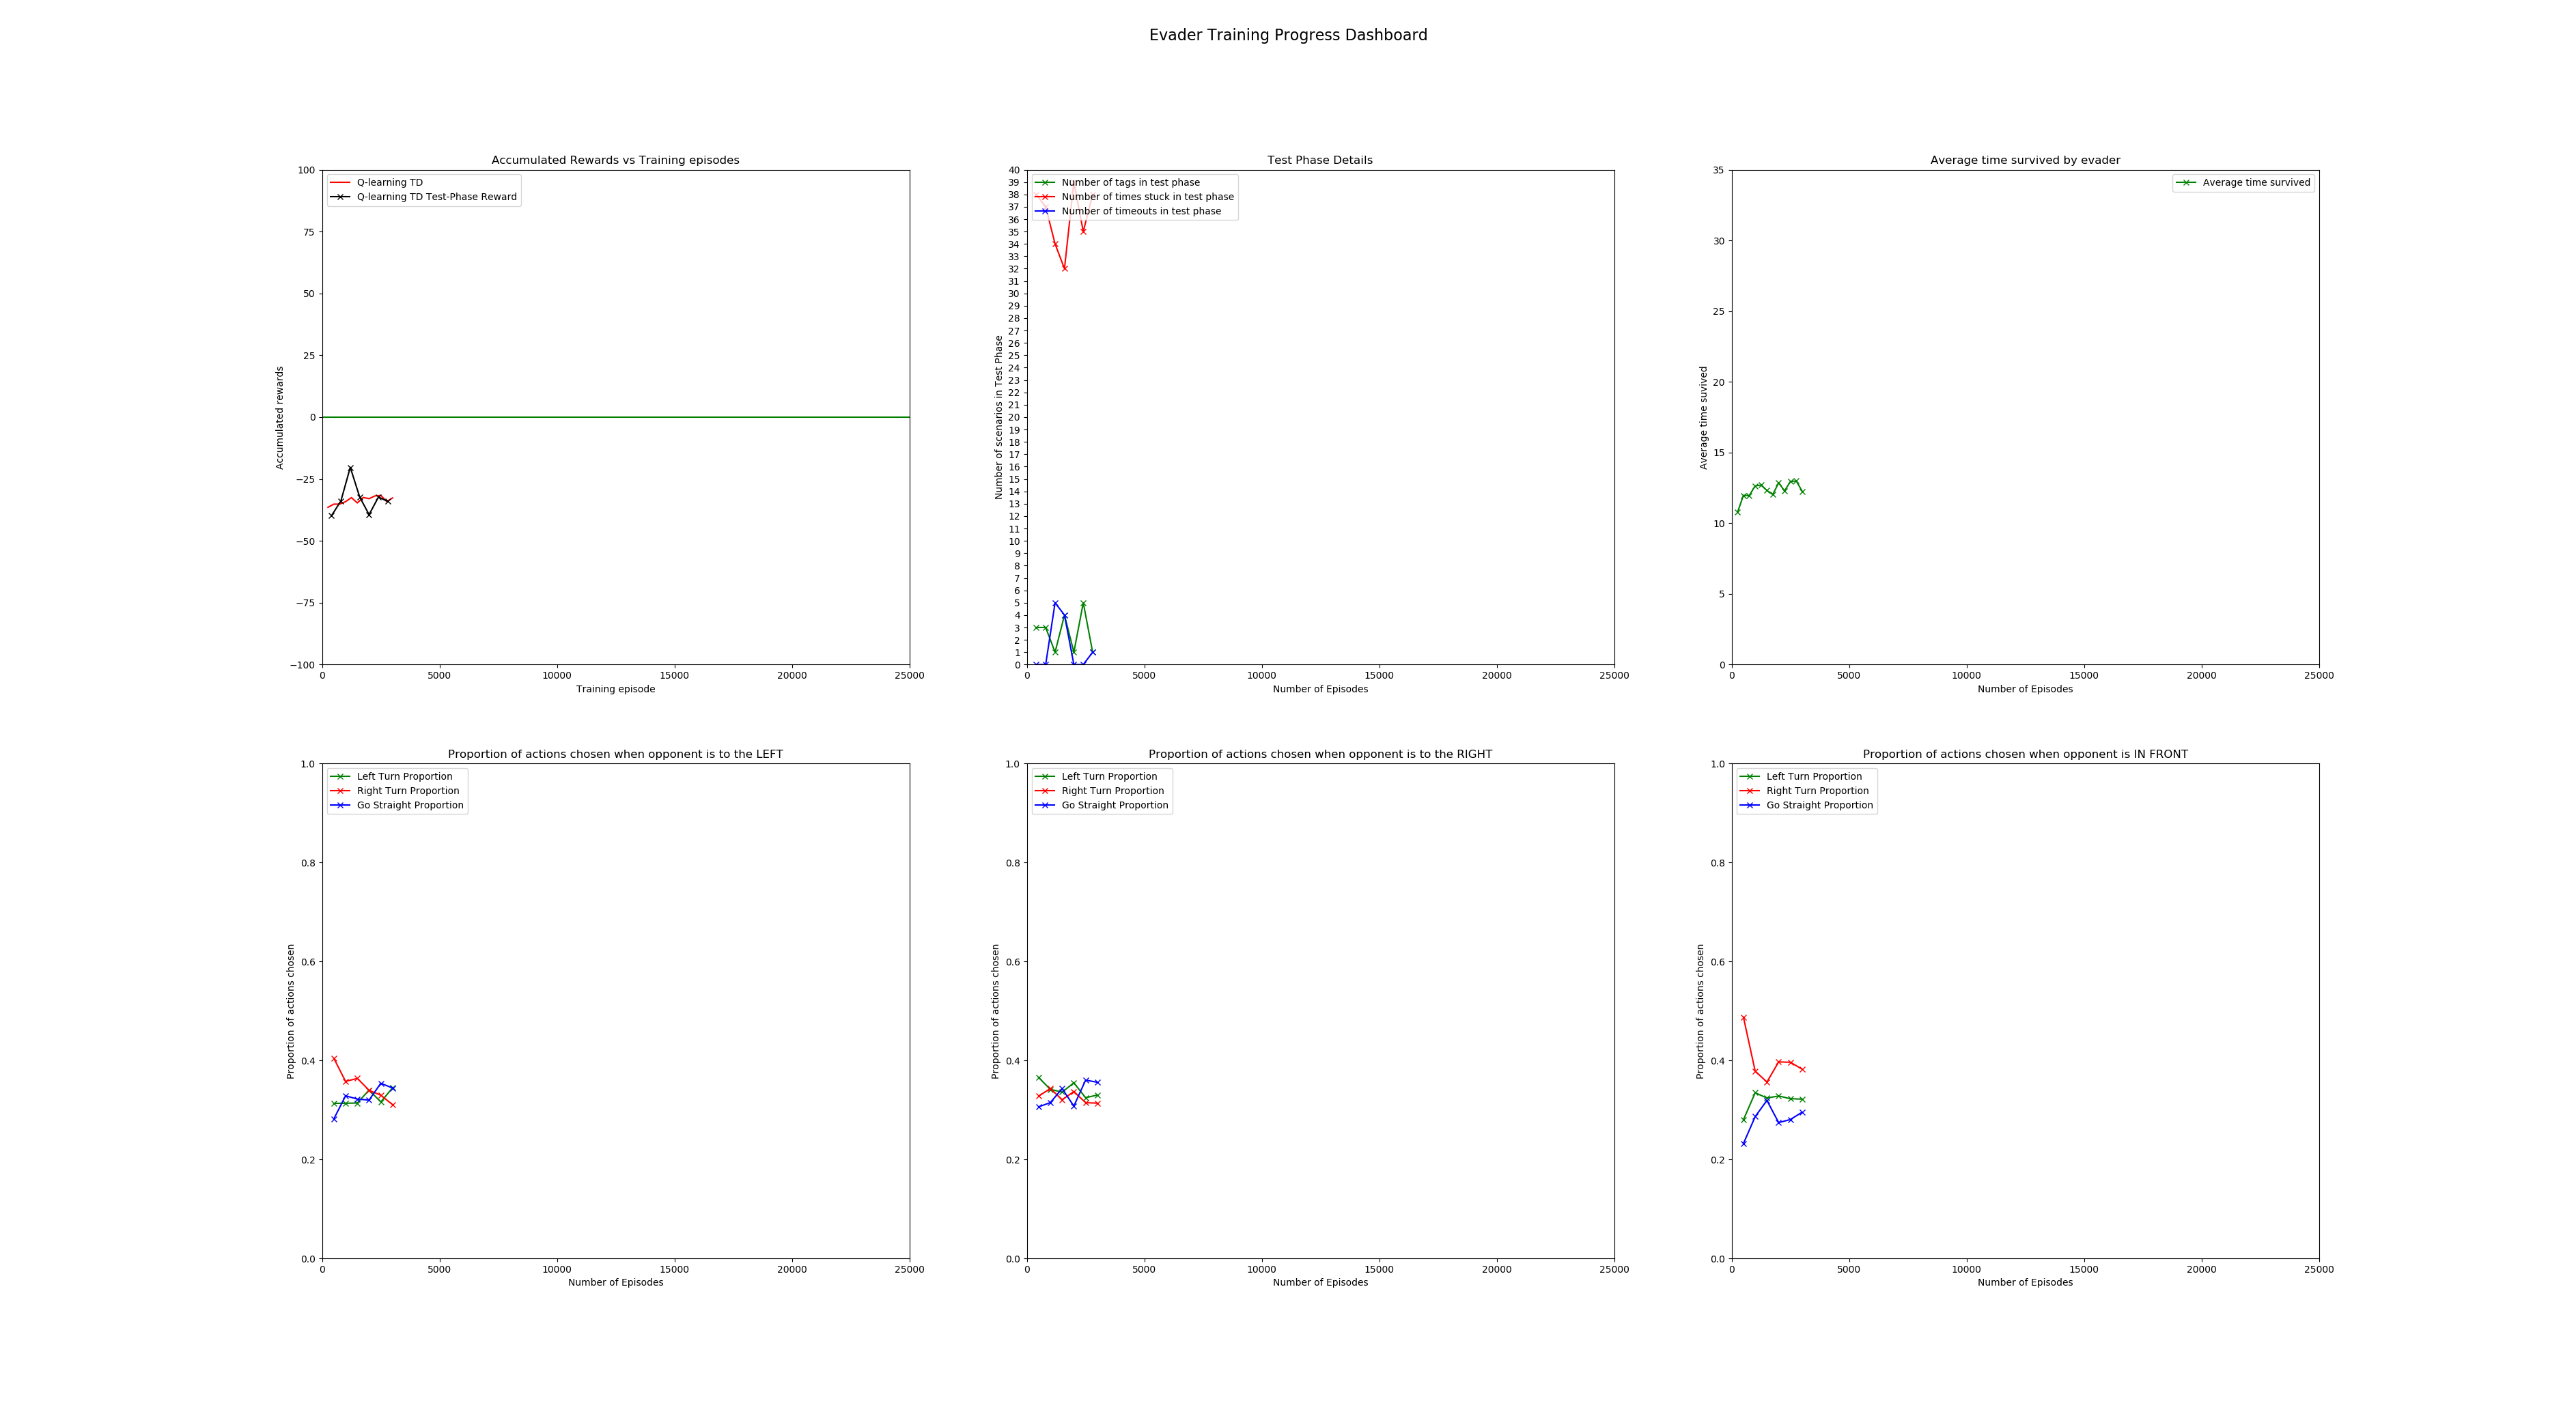 Evader Training Progress Dashboard
Accumulated Rewards vs Training episodes
Q-learning TD
Q-learning TD Test-Phase Reward
100
75
50
25
0
−25
−50
−75
−100
Accumulated rewards
0 5000 10000 15000 20000 25000
Training episode
Test Phase Details
Number of tags in test phase
Number of times stuck in test phase
Number of timeouts in test phase
40
39
38
37
36
35
34
33
32
31
30
29
28
27
26
25
24
23
22
21
20
19
18
17
16
15
14
13
12
11
10
9
8
7
6
5
4
3
2
1
0
Number of scenarios in Test Phase
0 5000 10000 15000 20000 25000
Number of Episodes
Average time survived by evader
Average time survived
35
30
25
20
15
10
5
0
Average time survived
0 5000 10000 15000 20000 25000
Number of Episodes
Proportion of actions chosen when opponent is to the LEFT
Left Turn Proportion
Right Turn Proportion
Go Straight Proportion
1.0
0.8
0.6
0.4
0.2
0.0
Proportion of actions chosen
0 5000 10000 15000 20000 25000
Number of Episodes
Proportion of actions chosen when opponent is to the RIGHT
Left Turn Proportion
Right Turn Proportion
Go Straight Proportion
1.0
0.8
0.6
0.4
0.2
0.0
Proportion of actions chosen
0 5000 10000 15000 20000 25000
Number of Episodes
Proportion of actions chosen when opponent is IN FRONT
Left Turn Proportion
Right Turn Proportion
Go Straight Proportion
1.0
0.8
0.6
0.4
0.2
0.0
Proportion of actions chosen
0 5000 10000 15000 20000 25000
Number of Episodes